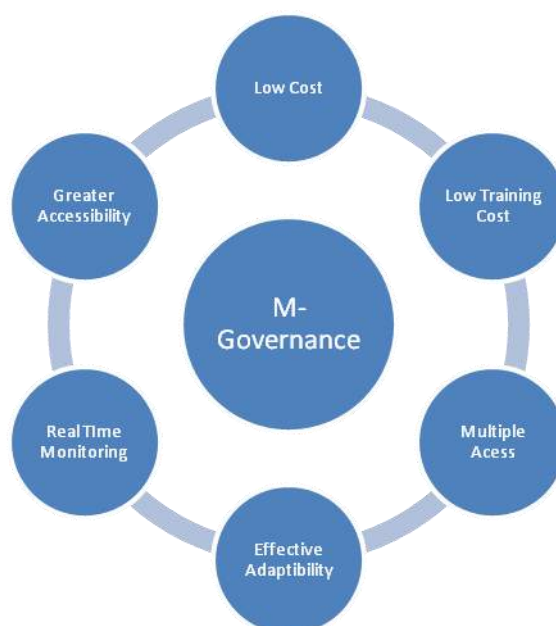 Low Cost
Greater
Accessibility
Low Training
Cost
M-
Governance
Real TIme
Monitoring
Multiple
Acess
Effective
Adaptibility